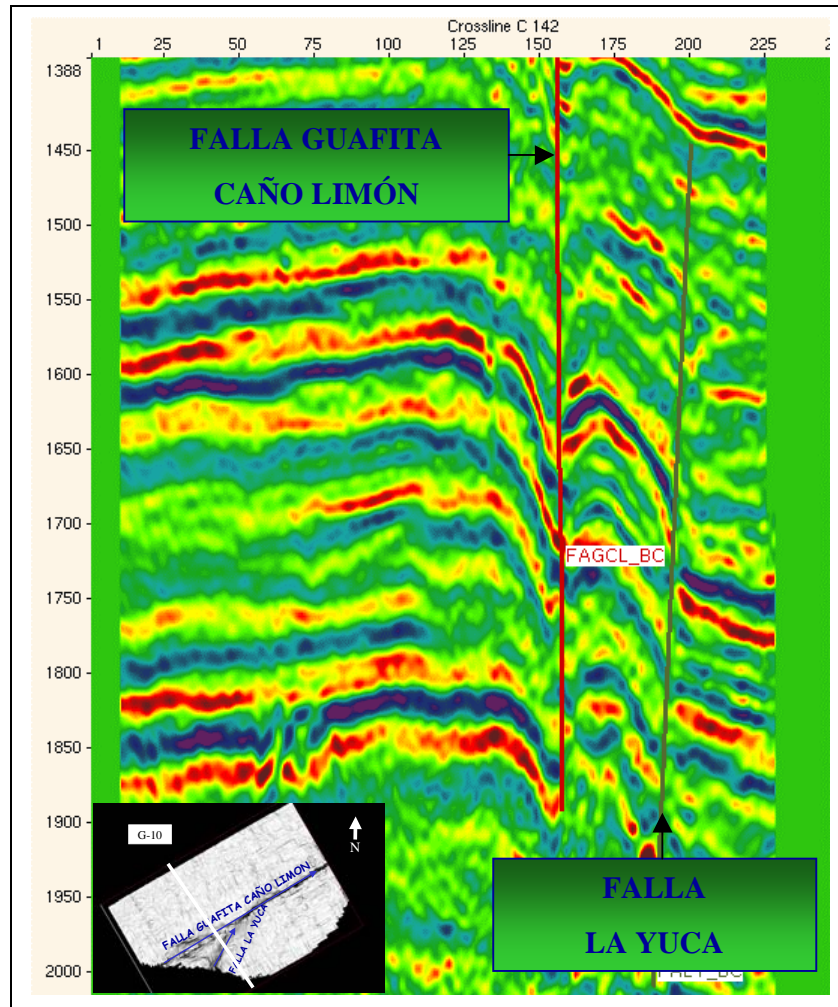 Crossline C 142
1 25 50 75 100 125 150 175 200 225 2
1388
1450
1500
1550
1600
1650
1700
1750
1800
1850
1900
1950
2000
FALLA GUAFITA
CAÑO LIMÓN
FAGCL_BC
G-10
N
FALLA GUAFITA CAÑO LIMON
FALLA LA YUCA
FALLA
LA YUCA